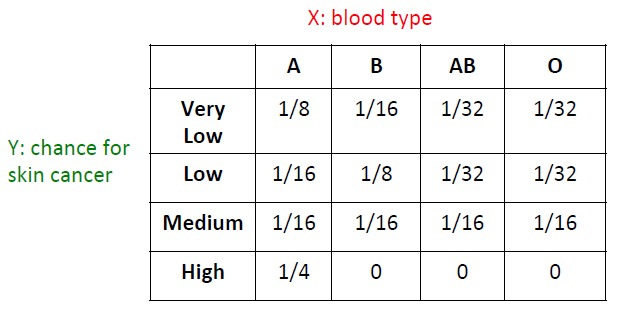 X: blood type
A B AB O
Very Low 1/8 1/16 1/32 1/32
Y: chance for skin cancer
Low 1/16 1/8 1/32 1/32
Medium 1/16 1/16 1/16 1/16
High 1/4 0 0 0